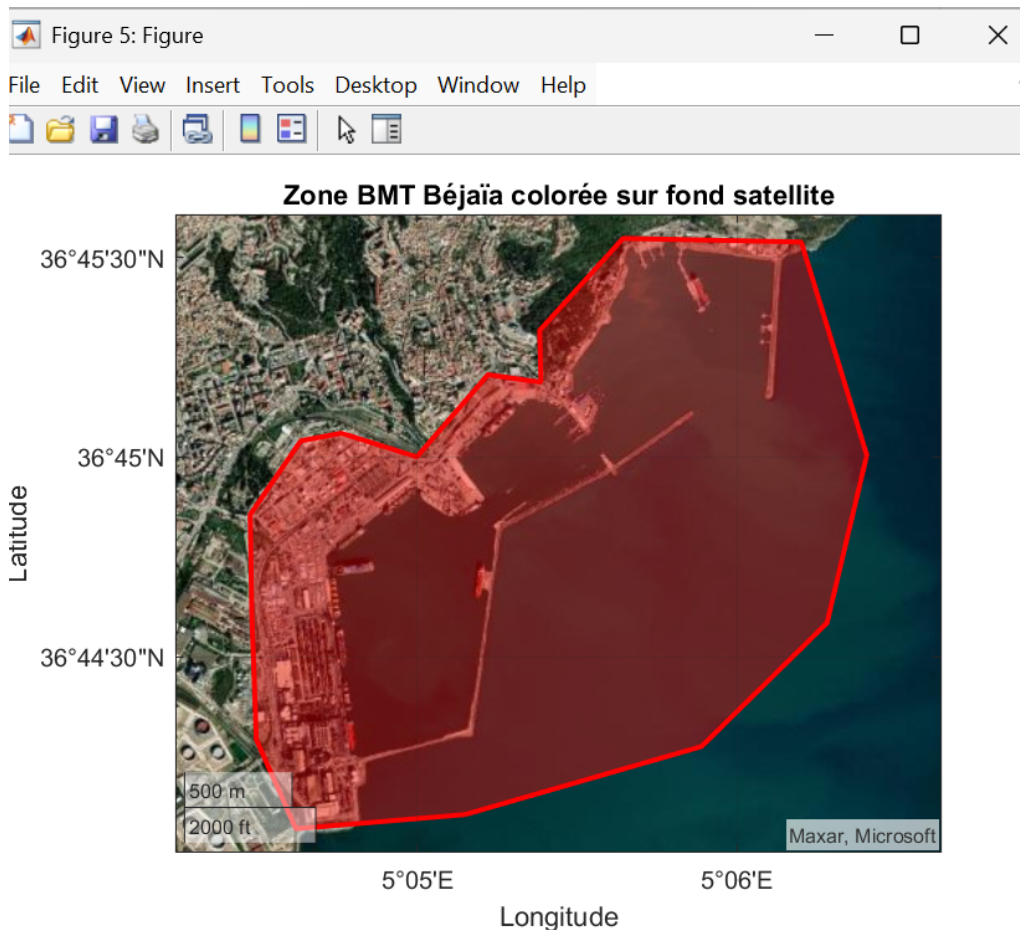 Figure 5: Figure
File Edit View Insert Tools Desktop Window Help
Zone BMT Béjaïa colorée sur fond satellite
36°45'30"N
36°45'N
36°44'30"N
Latitude
500 m
2000 ft
Maxar, Microsoft
5°05'E 5°06'E
Longitude